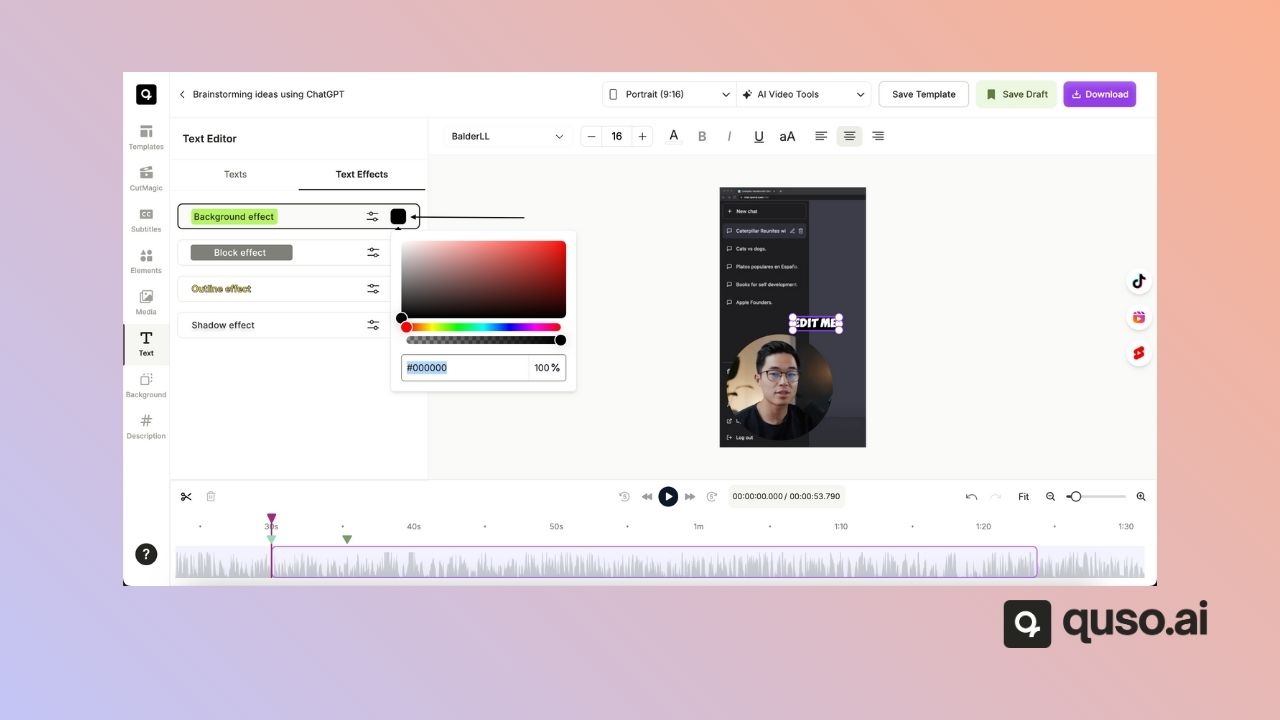 Brainstorming ideas using ChatGPT
Portrait (9:16)
AI Video Tools
Save Template
Save Draft
Download
Templates
CutMagic
CC
Subtitles
Elements
Media
T
Text
Background
#
Description
Text Editor
Texts
Text Effects
Background effect
Block effect
Outline effect
Shadow effect
#000000
100 %
BalderLL
− 16 +
A B I U aA
+ New chat
Caterpillar Reunites wi
Cats vs dogs.
Platos populares en Españo.
Books for self development.
Apple Founders.
EDIT ME
Log out
00:00:00.000 / 00:00:53.790
Fit
30s
40s
50s
1m
1:10
1:20
1:30
?
quso.ai